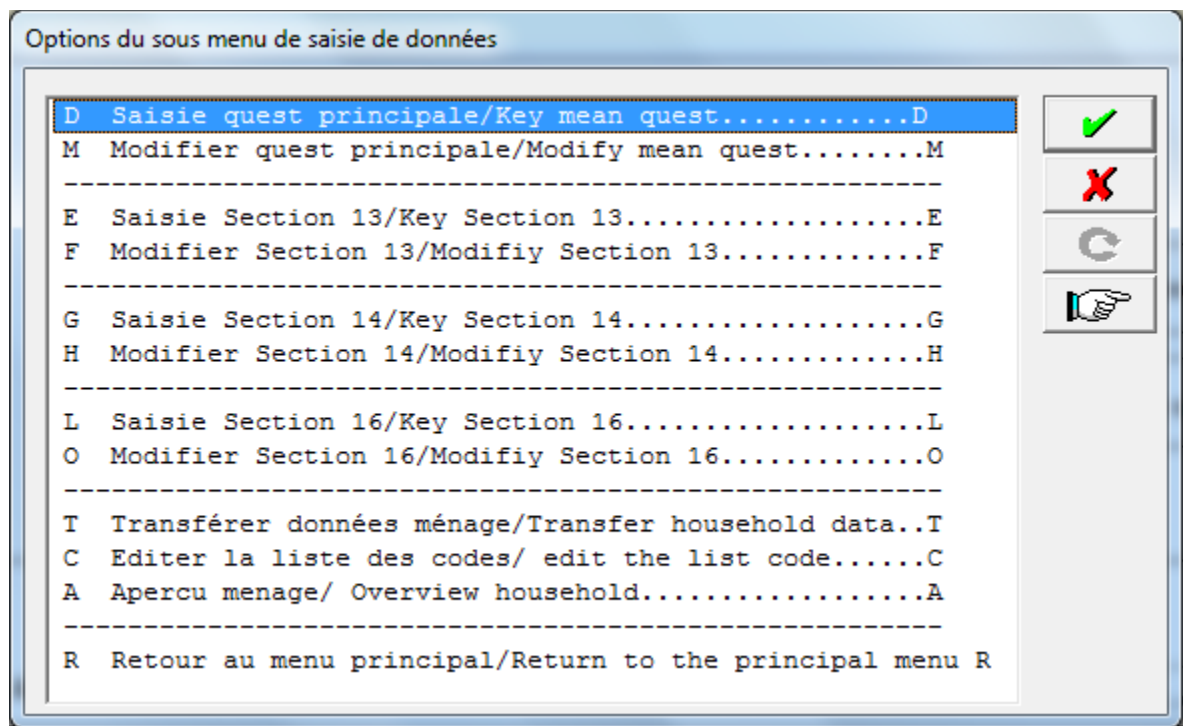 Options du sous menu de saisie de données
D Saisie quest principale/Key mean quest............D
M Modifier quest principale/Modify mean quest........M
-------------------------------------------------------
E Saisie Section 13/Key Section 13...................E
F Modifier Section 13/Modifiy Section 13.............F
-------------------------------------------------------
G Saisie Section 14/Key Section 14...................G
H Modifier Section 14/Modifiy Section 14.............H
-------------------------------------------------------
L Saisie Section 16/Key Section 16...................L
O Modifier Section 16/Modifiy Section 16.............O
-------------------------------------------------------
T Transférer données ménage/Transfer household data..T
C Editer la liste des codes/ edit the list code......C
A Apercu menage/ Overview household..................A
-------------------------------------------------------
R Retour au menu principal/Return to the principal menu R